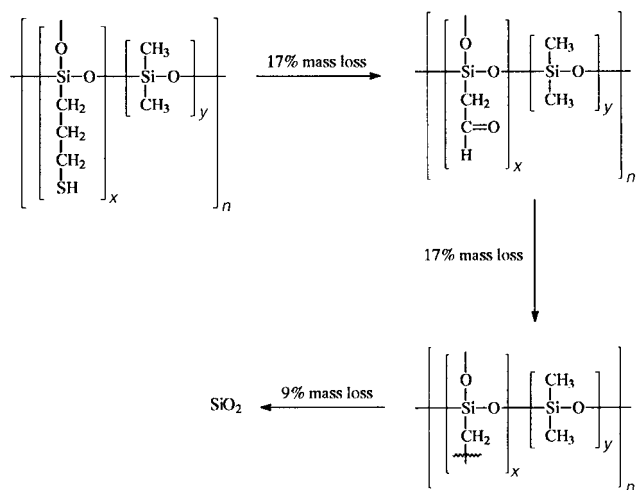 O CH₃ 17% mass loss O CH₃
Si–O Si–O Si–O Si–O
CH₂ CH₃ y CH₂ CH₃ y
CH₂ C=O
CH₂ H
SH x n x n
17% mass loss
O CH₃
SiO₂ 9% mass loss Si–O Si–O
CH₂ CH₃ y
x n